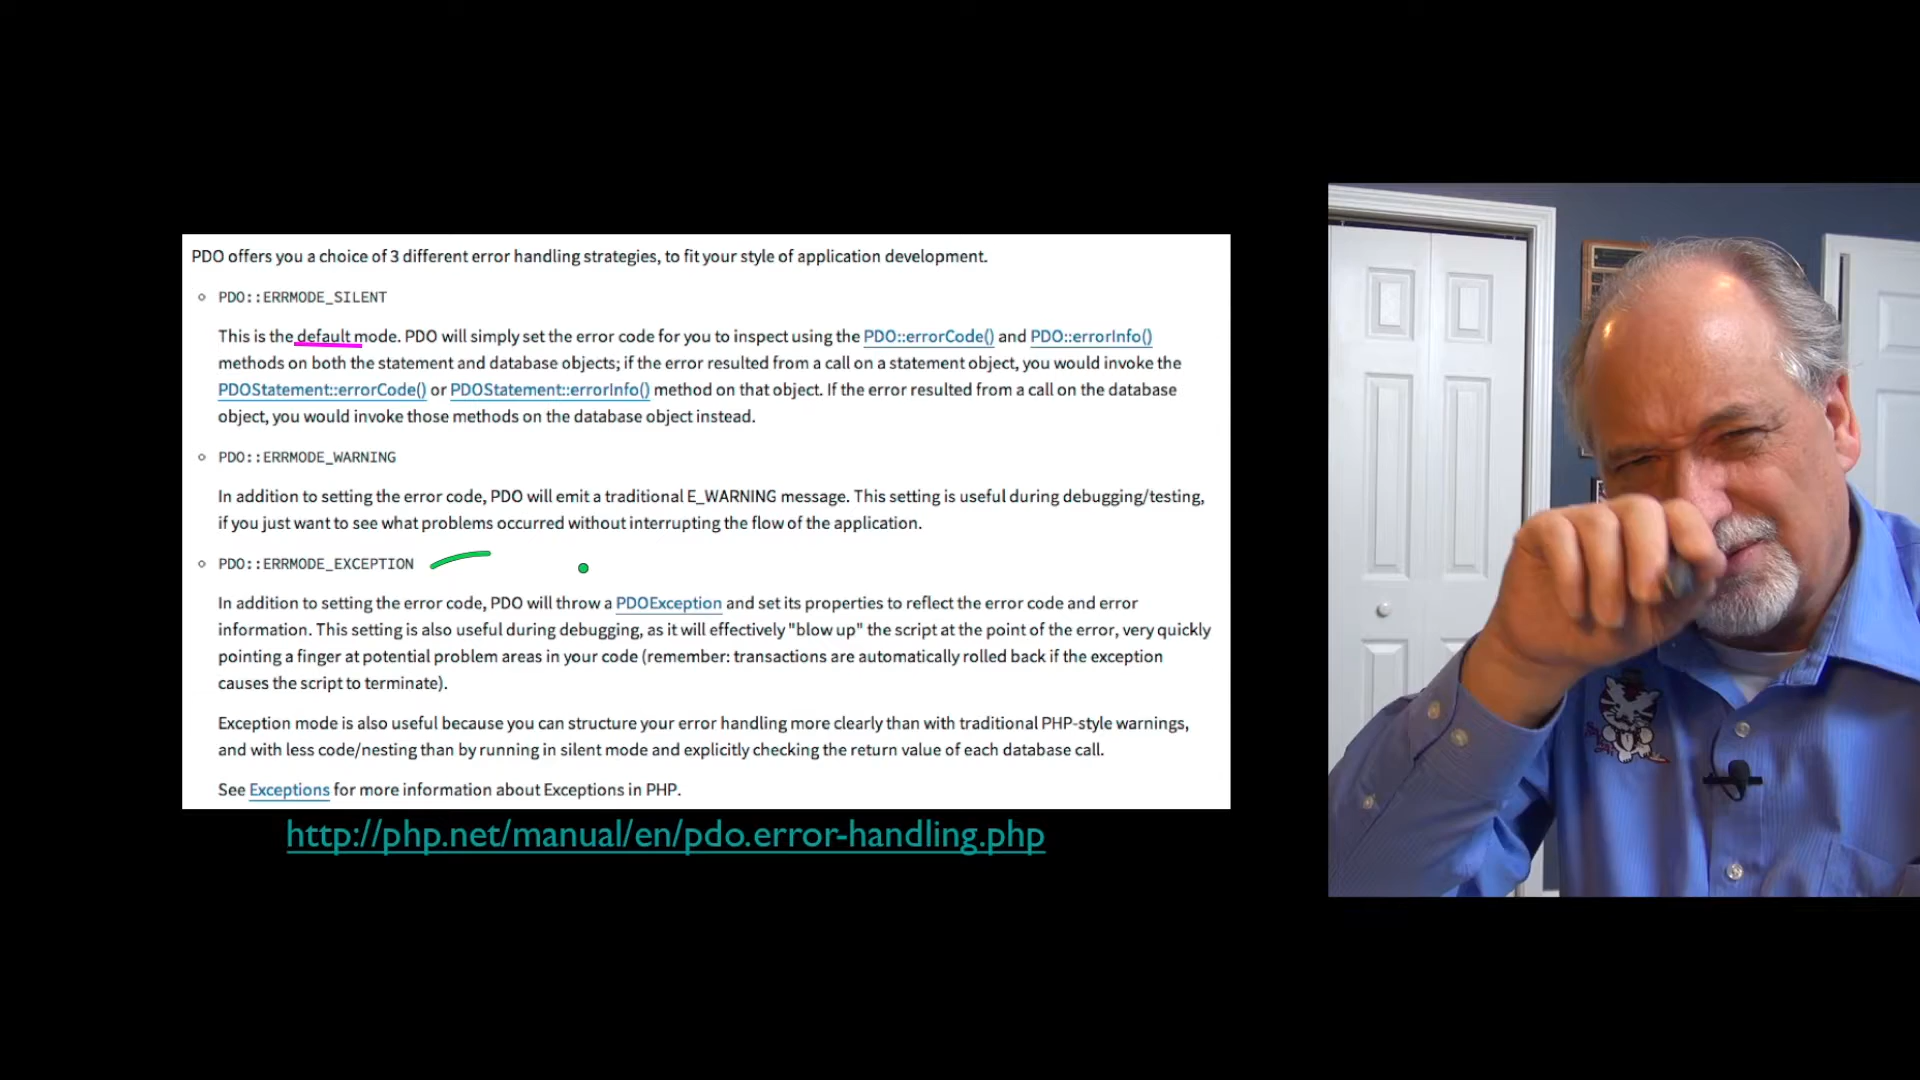 PDO offers you a choice of 3 different error handling strategies, to fit your style of application development.
PDO::ERRMODE_SILENT
This is the default mode. PDO will simply set the error code for you to inspect using the PDO::errorCode() and PDO::errorInfo()
methods on both the statement and database objects; if the error resulted from a call on a statement object, you would invoke the
PDOStatement::errorCode() or PDOStatement::errorInfo() method on that object. If the error resulted from a call on the database
object, you would invoke those methods on the database object instead.
PDO::ERRMODE_WARNING
In addition to setting the error code, PDO will emit a traditional E_WARNING message. This setting is useful during debugging/testing,
if you just want to see what problems occurred without interrupting the flow of the application.
PDO::ERRMODE_EXCEPTION
In addition to setting the error code, PDO will throw a PDOException and set its properties to reflect the error code and error
information. This setting is also useful during debugging, as it will effectively "blow up" the script at the point of the error, very quickly
pointing a finger at potential problem areas in your code (remember: transactions are automatically rolled back if the exception
causes the script to terminate).
Exception mode is also useful because you can structure your error handling more clearly than with traditional PHP-style warnings,
and with less code/nesting than by running in silent mode and explicitly checking the return value of each database call.
See Exceptions for more information about Exceptions in PHP.
http://php.net/manual/en/pdo.error-handling.php